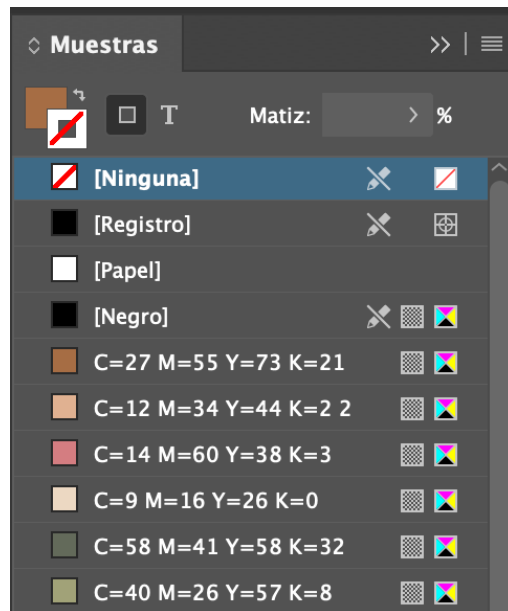 Muestras
T Matiz: %
[Ninguna]
[Registro]
[Papel]
[Negro]
C=27 M=55 Y=73 K=21
C=12 M=34 Y=44 K=2 2
C=14 M=60 Y=38 K=3
C=9 M=16 Y=26 K=0
C=58 M=41 Y=58 K=32
C=40 M=26 Y=57 K=8